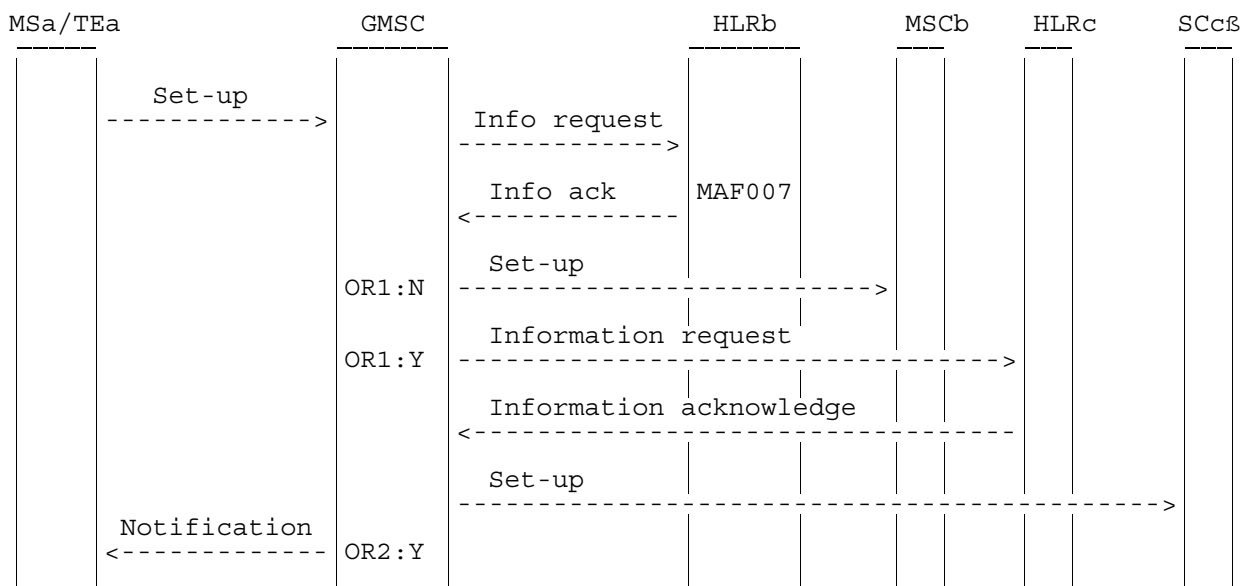 MSa/TEa GMSC HLRb MSCb HLRc SCcß
Set-up
Info request
Info ack MAF007
Set-up
OR1:N
Information request
OR1:Y
Information acknowledge
Set-up
Notification
OR2:Y